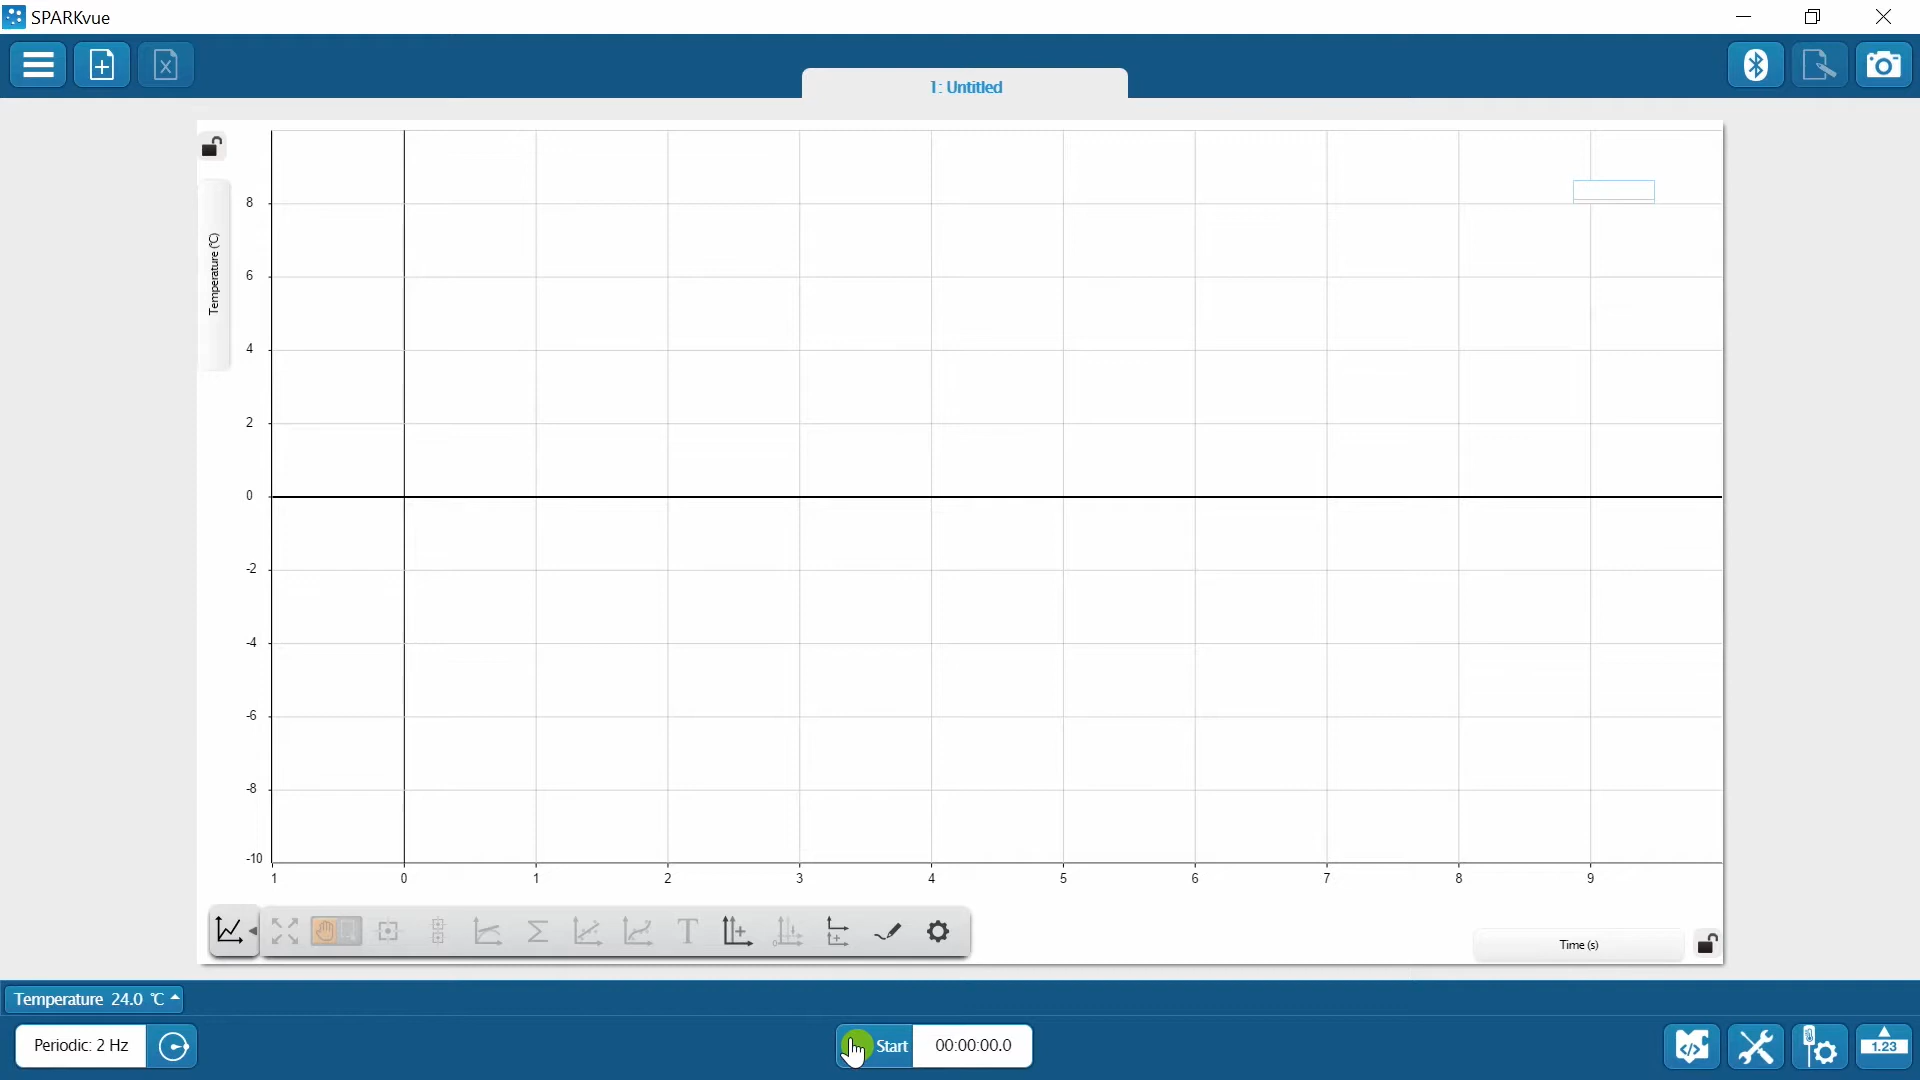 SPARKvue
1: Untitled
Temperature (℃)
8
6
4
2
0
-2
-4
-6
-8
-10
1 0 1 2 3 4 5 6 7 8 9
T
Time (s)
Temperature 24.0 ℃
Periodic: 2 Hz
Start 00:00:00.0
1.23